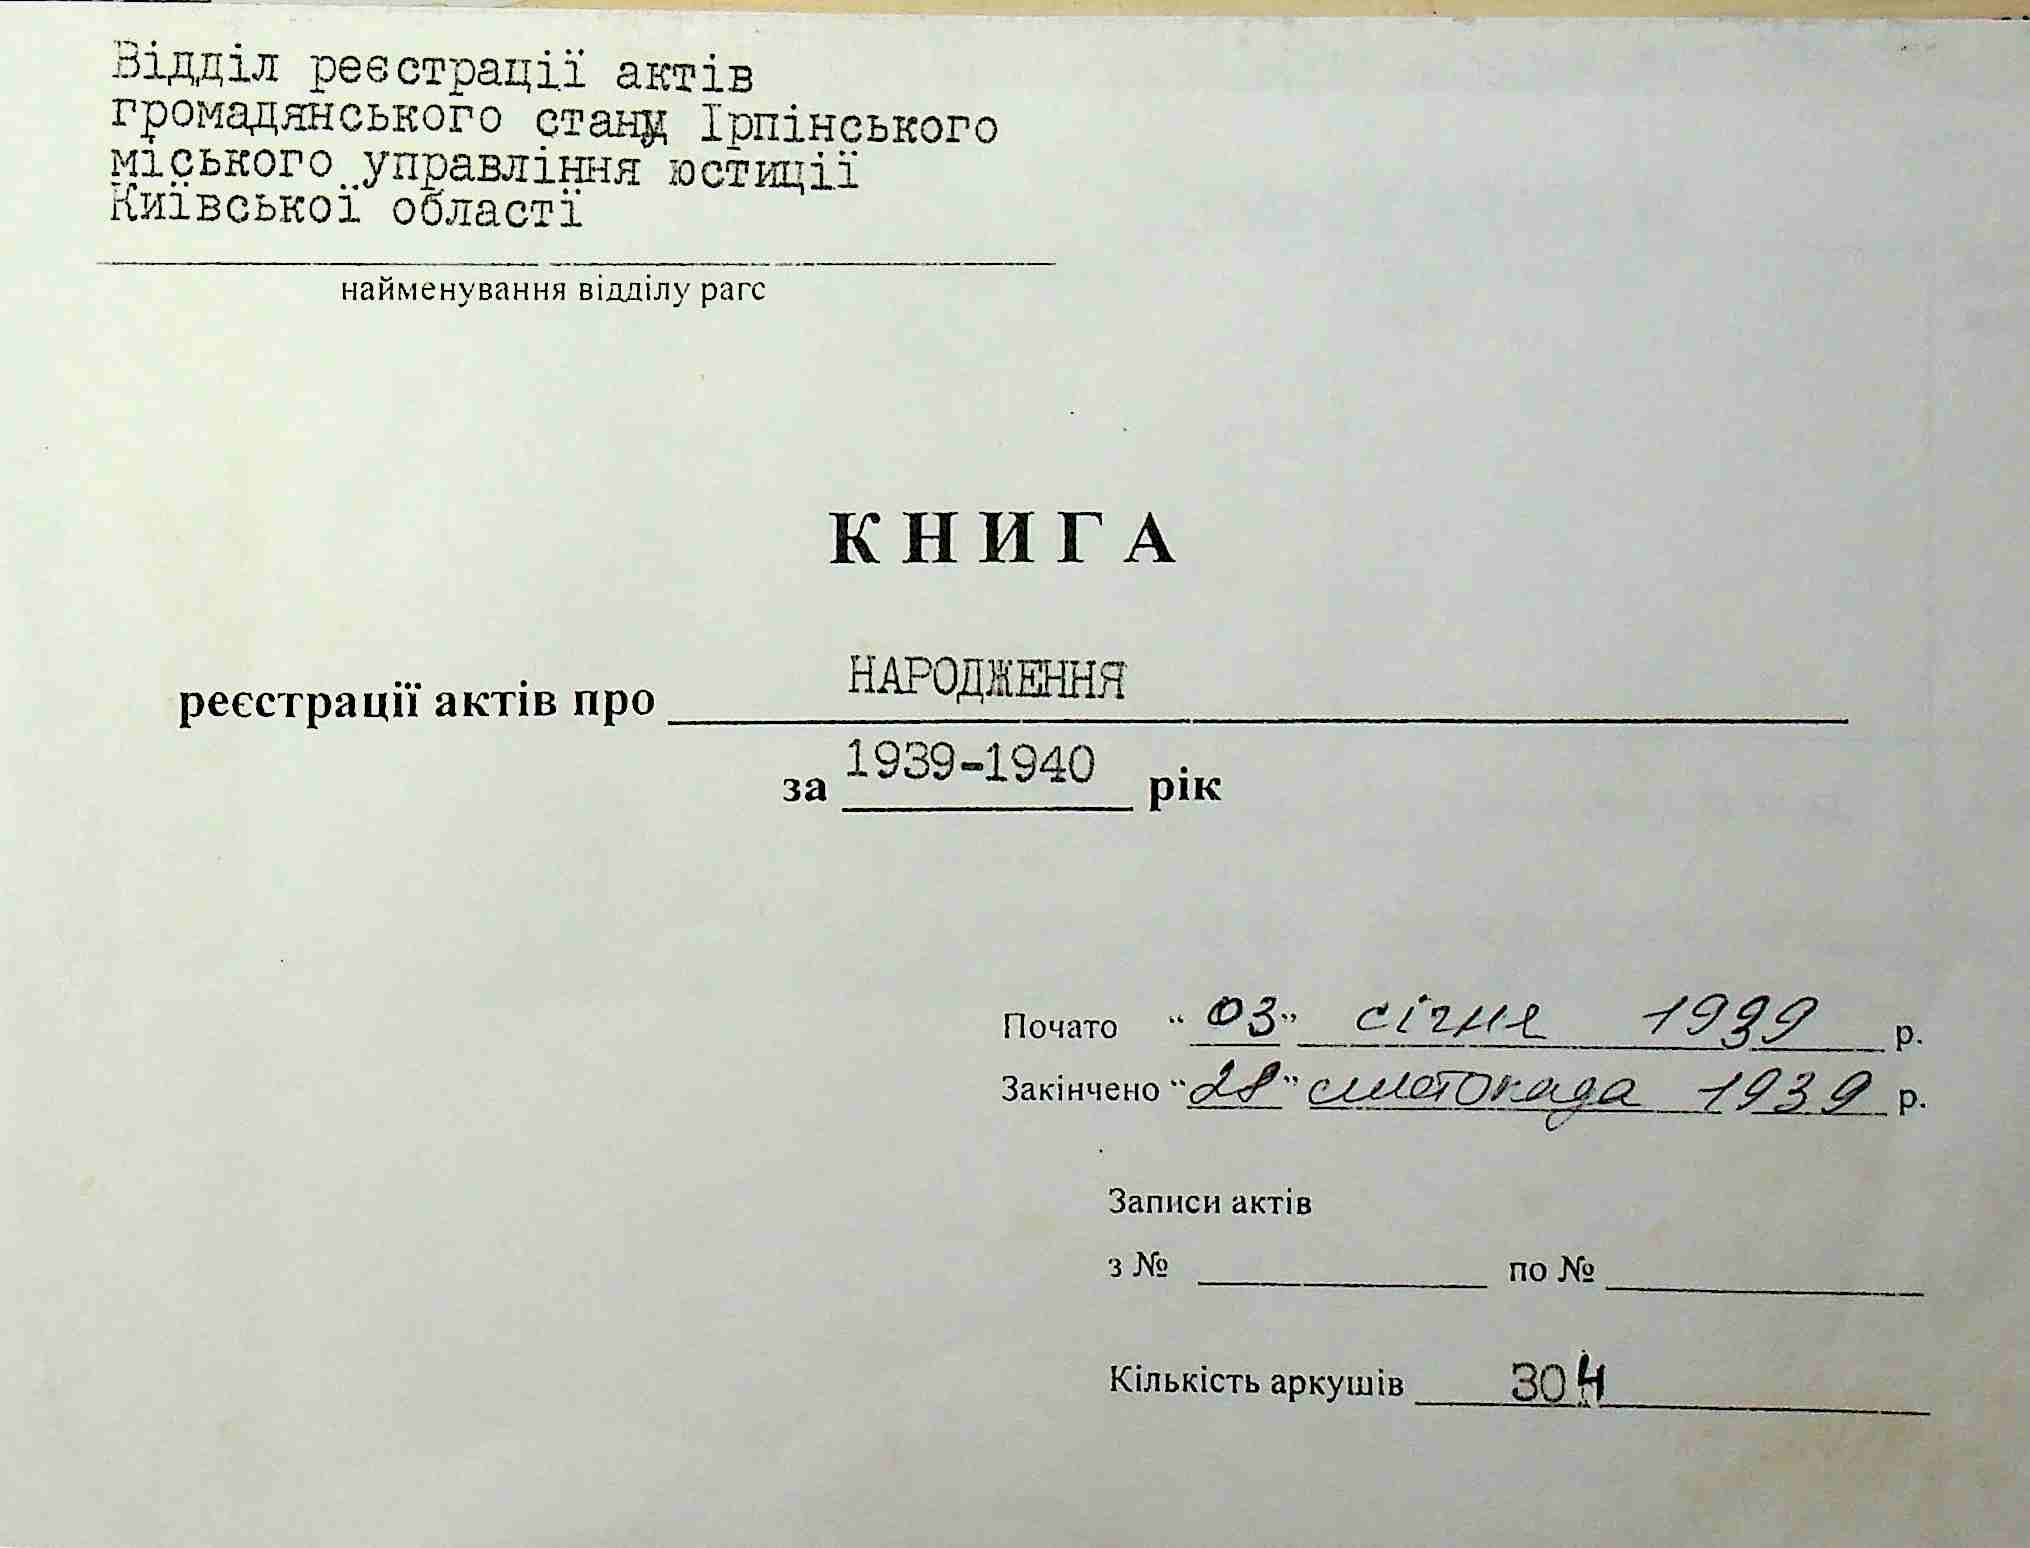 Відділ реєстрації актів
громадянського стану Ірпінського
міського управління юстиції
Київської області
найменування відділу рагс
КНИГА
реєстрації актів про НАРОДЖЕННЯ
за 1939-1940 рік
Почато “03” січня 1939 р.
Закінчено “28” листопада 1939 р.
Записи актів
з № по №
Кількість аркушів 304